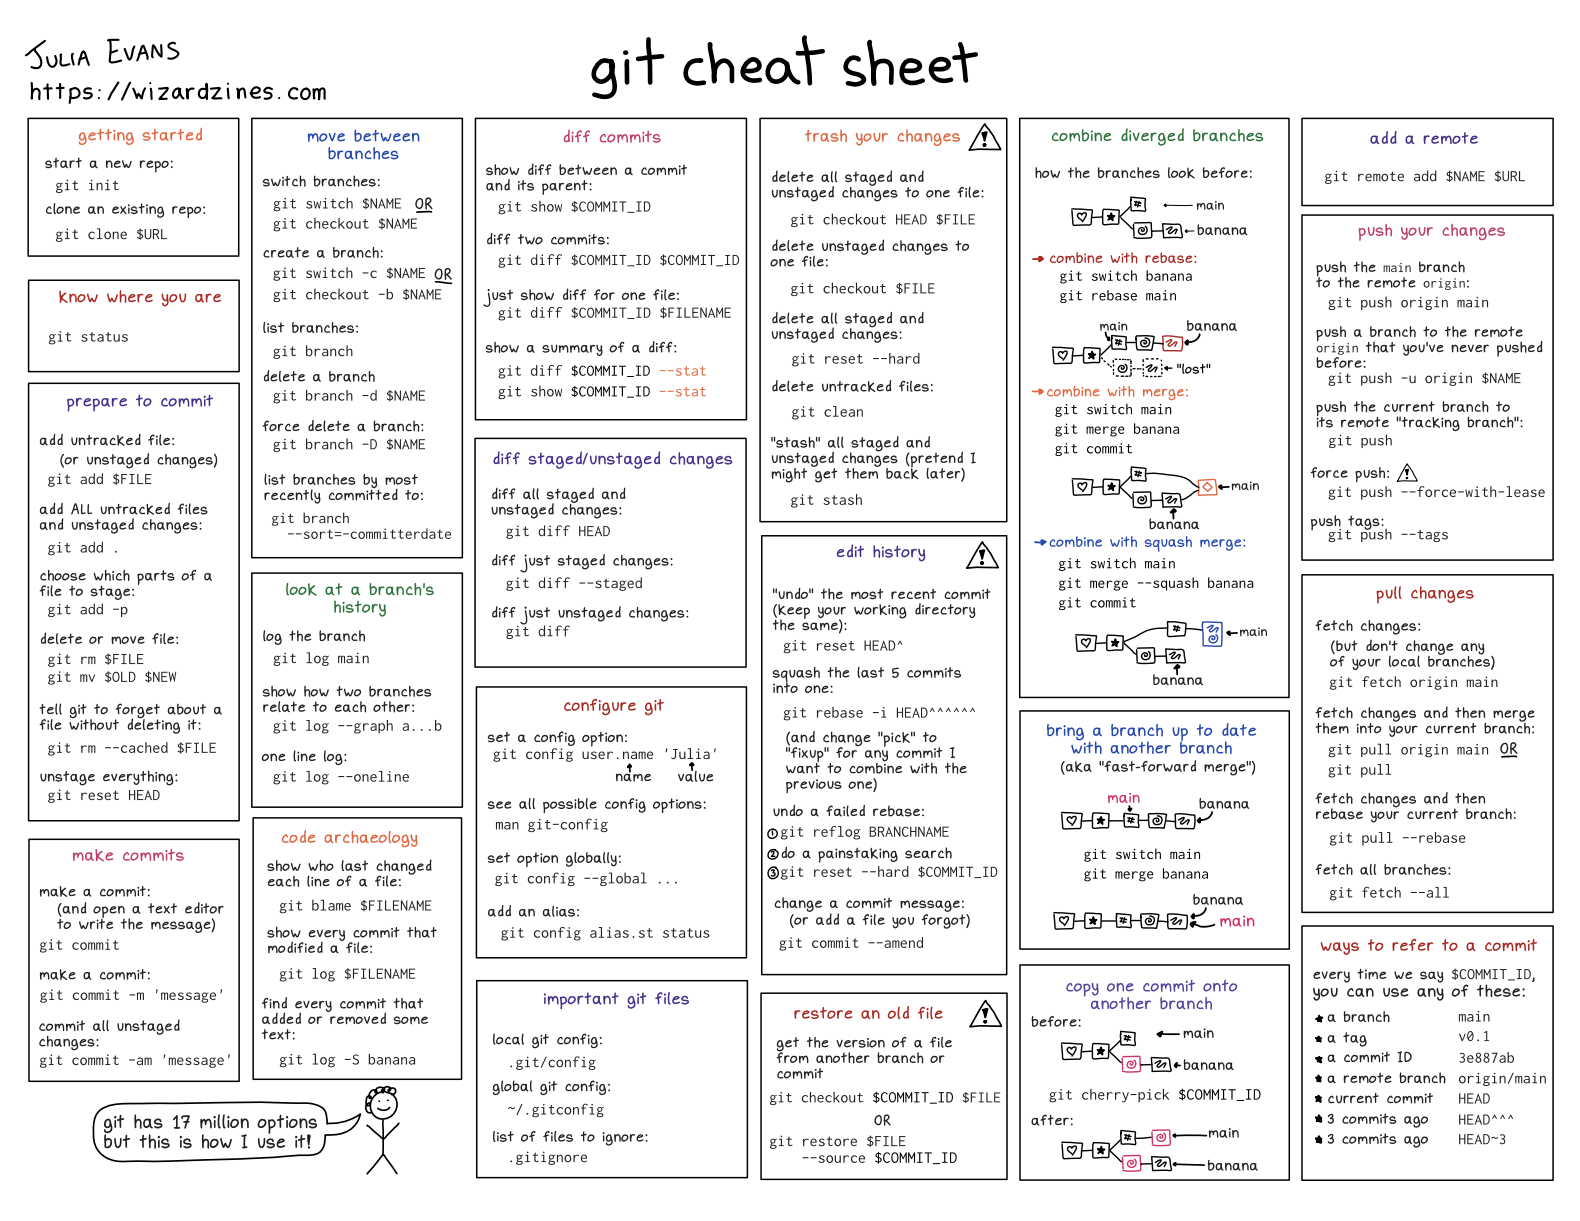 JULIA EVANS
https://wizardzines.com
git cheat sheet
getting started
start a new repo:
git init
clone an existing repo:
git clone $URL
know where you are
git status
prepare to commit
add untracked file:
(or unstaged changes)
git add $FILE
add ALL untracked files
and unstaged changes:
git add .
choose which parts of a
file to stage:
git add -p
delete or move file:
git rm $FILE
git mv $OLD $NEW
tell git to forget about a
file without deleting it:
git rm --cached $FILE
unstage everything:
git reset HEAD
make commits
make a commit:
(and open a text editor
to write the message)
git commit
make a commit:
git commit -m 'message'
commit all unstaged
changes:
git commit -am 'message'
move between
branches
switch branches:
git switch $NAME OR
git checkout $NAME
create a branch:
git switch -c $NAME OR
git checkout -b $NAME
list branches:
git branch
delete a branch
git branch -d $NAME
force delete a branch:
git branch -D $NAME
list branches by most
recently committed to:
git branch
--sort=-committerdate
look at a branch's
history
log the branch
git log main
show how two branches
relate to each other:
git log --graph a...b
one line log:
git log --oneline
code archaeology
show who last changed
each line of a file:
git blame $FILENAME
show every commit that
modified a file:
git log $FILENAME
find every commit that
added or removed some
text:
git log -S banana
git has 17 million options
but this is how I use it!
diff commits
show diff between a commit
and its parent:
git show $COMMIT_ID
diff two commits:
git diff $COMMIT_ID $COMMIT_ID
just show diff for one file:
git diff $COMMIT_ID $FILENAME
show a summary of a diff:
git diff $COMMIT_ID --stat
git show $COMMIT_ID --stat
diff staged/unstaged changes
diff all staged and
unstaged changes:
git diff HEAD
diff just staged changes:
git diff --staged
diff just unstaged changes:
git diff
configure git
set a config option:
git config user.name 'Julia'
name value
see all possible config options:
man git-config
set option globally:
git config --global ...
add an alias:
git config alias.st status
important git files
local git config:
.git/config
global git config:
~/.gitconfig
list of files to ignore:
.gitignore
trash your changes
!
delete all staged and
unstaged changes to one file:
git checkout HEAD $FILE
delete unstaged changes to
one file:
git checkout $FILE
delete all staged and
unstaged changes:
git reset --hard
delete untracked files:
git clean
"stash" all staged and
unstaged changes (pretend I
might get them back later)
git stash
edit history
!
"undo" the most recent commit
(keep your working directory
the same):
git reset HEAD^
squash the last 5 commits
into one:
git rebase -i HEAD^^^^^^
(and change "pick" to
"fixup" for any commit I
want to combine with the
previous one)
undo a failed rebase:
① git reflog BRANCHNAME
② do a painstaking search
③ git reset --hard $COMMIT_ID
change a commit message:
(or add a file you forgot)
git commit --amend
restore an old file
!
get the version of a file
from another branch or
commit
git checkout $COMMIT_ID $FILE
OR
git restore $FILE
--source $COMMIT_ID
combine diverged branches
how the branches look before:
# main
banana
combine with rebase:
git switch banana
git rebase main
main banana
#
"lost"
combine with merge:
git switch main
git merge banana
git commit
#
main
banana
combine with squash merge:
git switch main
git merge --squash banana
git commit
#
main
banana
bring a branch up to date
with another branch
(aka "fast-forward merge")
main banana
#
git switch main
git merge banana
banana
# main
copy one commit onto
another branch
before:
# main
banana
git cherry-pick $COMMIT_ID
after:
# main
banana
add a remote
git remote add $NAME $URL
push your changes
push the main branch
to the remote origin:
git push origin main
push a branch to the remote
origin that you've never pushed
before:
git push -u origin $NAME
push the current branch to
its remote "tracking branch":
git push
force push: !
git push --force-with-lease
push tags:
git push --tags
pull changes
fetch changes:
(but don't change any
of your local branches)
git fetch origin main
fetch changes and then merge
them into your current branch:
git pull origin main OR
git pull
fetch changes and then
rebase your current branch:
git pull --rebase
fetch all branches:
git fetch --all
ways to refer to a commit
every time we say $COMMIT_ID,
you can use any of these:
a branch main
a tag v0.1
a commit ID 3e887ab
a remote branch origin/main
current commit HEAD
3 commits ago HEAD^^^
3 commits ago HEAD~3